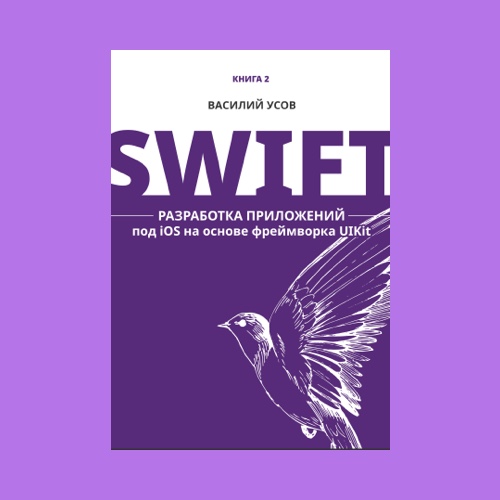 КНИГА 2
ВАСИЛИЙ УСОВ
SWIFT
РАЗРАБОТКА ПРИЛОЖЕНИЙ
под iOS на основе фреймворка UIKit